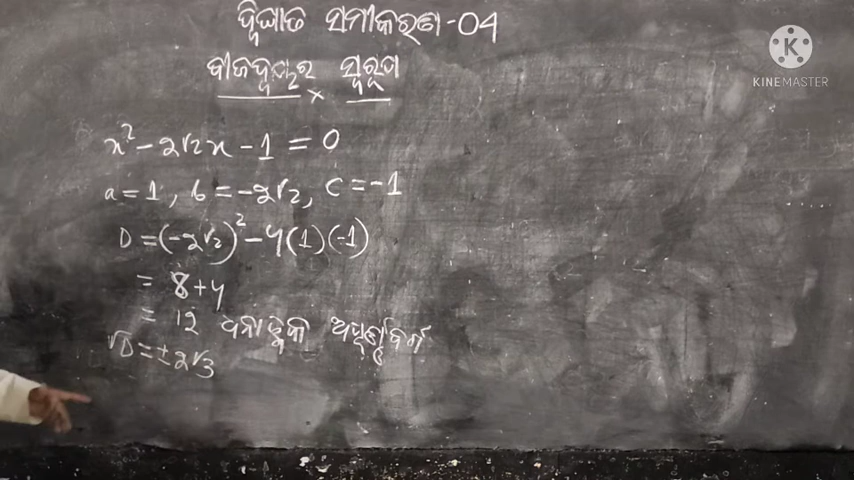 ଦ୍ୱିଘାତ ସମୀକରଣ-04
ବୀଜଦ୍ୱୟର ସ୍ୱରୂପ
x² - 2√2x - 1 = 0
a = 1, b = -2√2, c = -1
D = (-2√2)² - 4(1)(-1)
= 8+4
= 12 ଧନାତ୍ମକ ଅପୂର୍ଣ୍ଣବର୍ଗ
√D = ±2√3
K
KINEMASTER